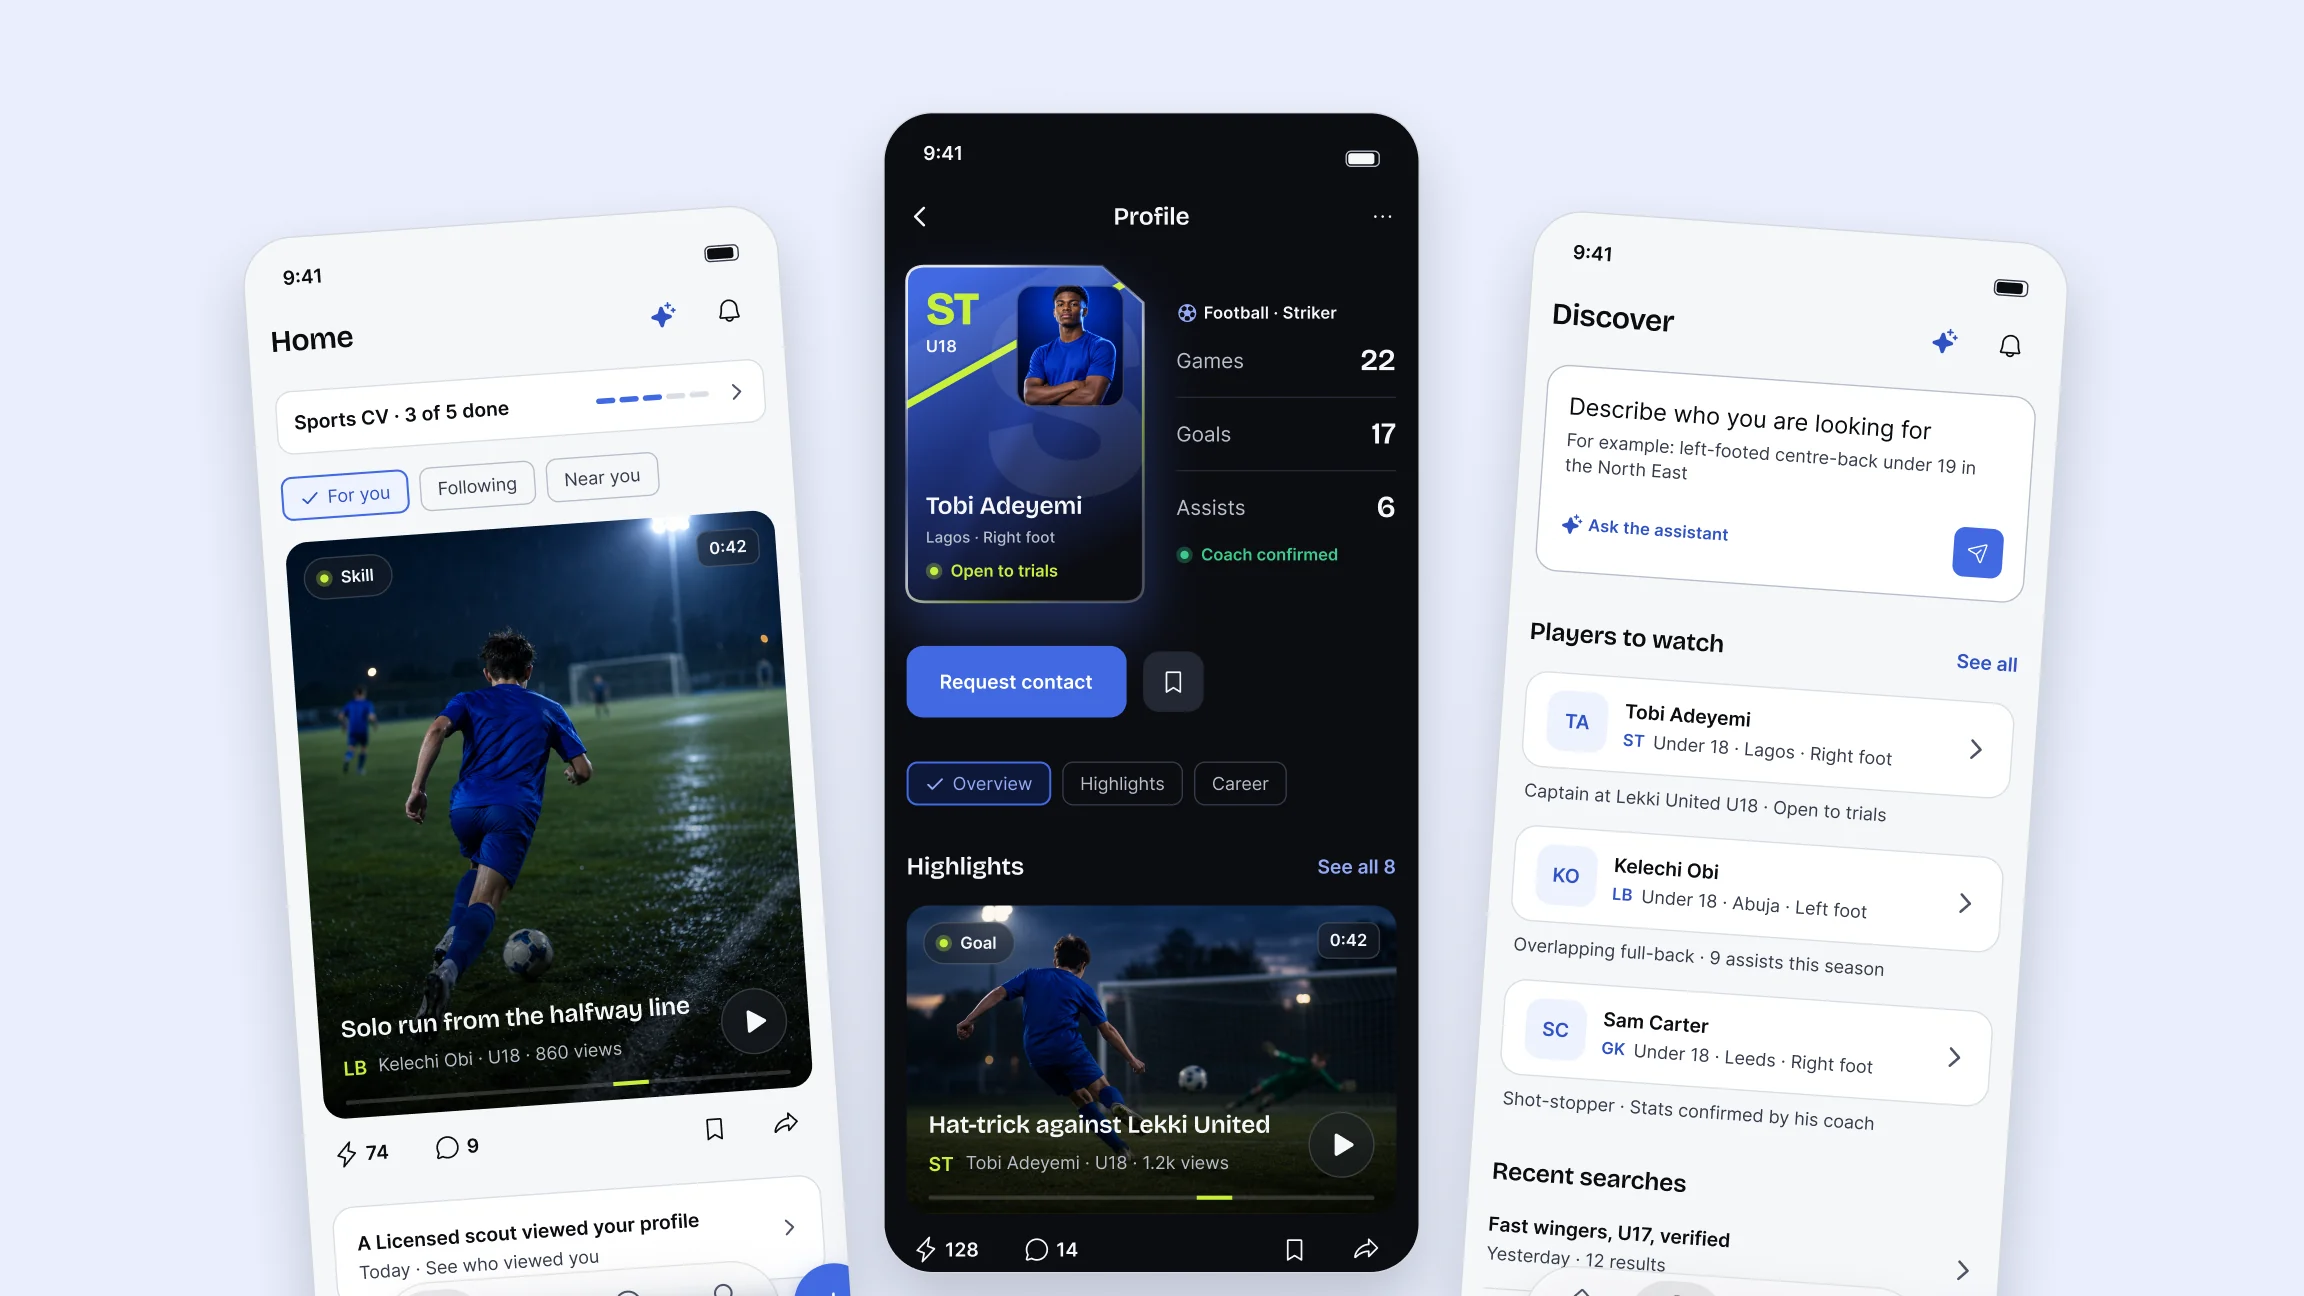 9:41
Home
Sports CV · 3 of 5 done
For you
Following
Near you
Skill
0:42
Solo run from the halfway line
LB Kelechi Obi · U18 · 860 views
74
9
A Licensed scout viewed your profile
Today · See who viewed you
9:41
Profile
ST
U18
S
Tobi Adeyemi
Lagos · Right foot
Open to trials
Football · Striker
Games 22
Goals 17
Assists 6
Coach confirmed
Request contact
Overview
Highlights
Career
Highlights
See all 8
Goal
0:42
Hat-trick against Lekki United
ST Tobi Adeyemi · U18 · 1.2k views
128
14
9:41
Discover
Describe who you are looking for
For example: left-footed centre-back under 19 in
the North East
Ask the assistant
Players to watch
See all
TA
Tobi Adeyemi
ST Under 18 · Lagos · Right foot
Captain at Lekki United U18 · Open to trials
KO
Kelechi Obi
LB Under 18 · Abuja · Left foot
Overlapping full-back · 9 assists this season
SC
Sam Carter
GK Under 18 · Leeds · Right foot
Shot-stopper · Stats confirmed by his coach
Recent searches
Fast wingers, U17, verified
Yesterday · 12 results